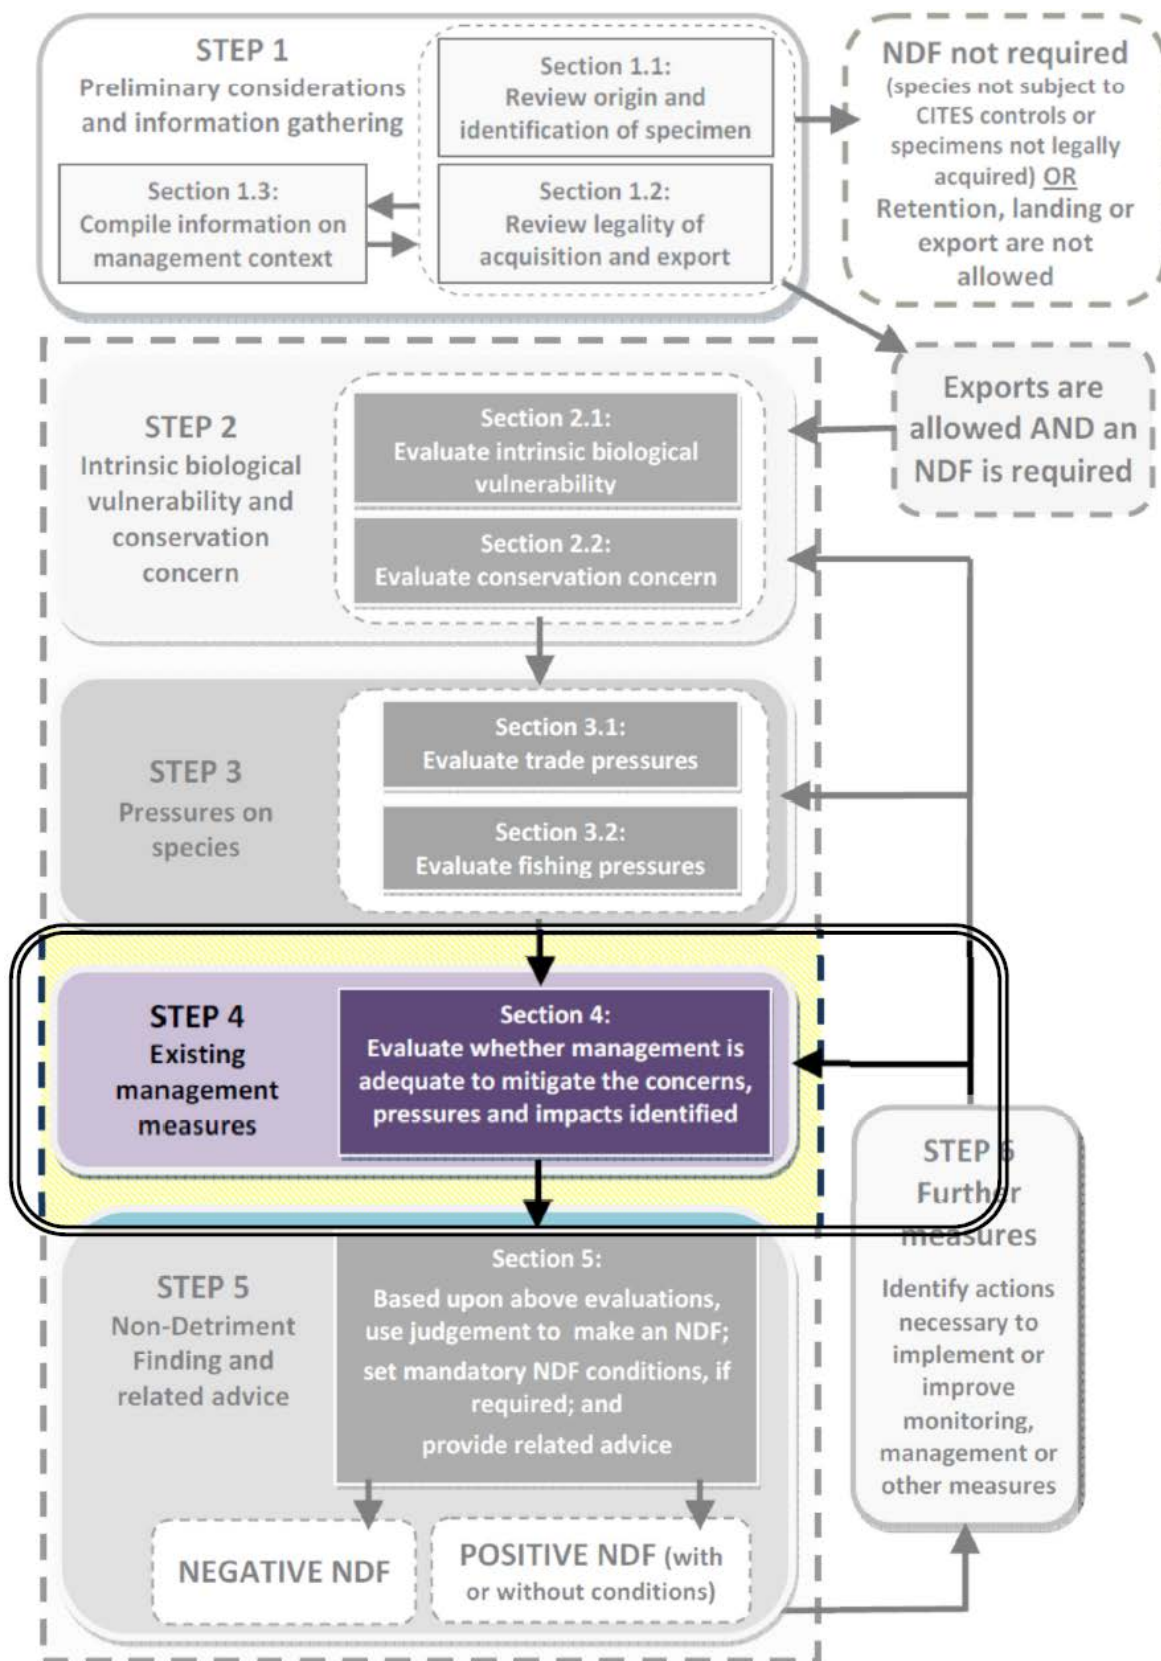 STEP 1
Preliminary considerations
and information gathering
Section 1.1:
Review origin and
identification of specimen
Section 1.3:
Compile information on
management context
Section 1.2:
Review legality of
acquisition and export
NDF not required
(species not subject to
CITES controls or
specimens not legally
acquired) OR
Retention, landing or
export are not
allowed
Exports are
allowed AND an
NDF is required
STEP 2
Intrinsic biological
vulnerability and
conservation
concern
Section 2.1:
Evaluate intrinsic biological
vulnerability
Section 2.2:
Evaluate conservation concern
STEP 3
Pressures on
species
Section 3.1:
Evaluate trade pressures
Section 3.2:
Evaluate fishing pressures
STEP 4
Existing
management
measures
Section 4:
Evaluate whether management is
adequate to mitigate the concerns,
pressures and impacts identified
STEP 5
Non-Detriment
Finding and
related advice
Section 5:
Based upon above evaluations,
use judgement to make an NDF;
set mandatory NDF conditions, if
required; and
provide related advice
NEGATIVE NDF
POSITIVE NDF (with
or without conditions)
STEP 6
Further
measures
Identify actions
necessary to
implement or
improve
monitoring,
management or
other measures